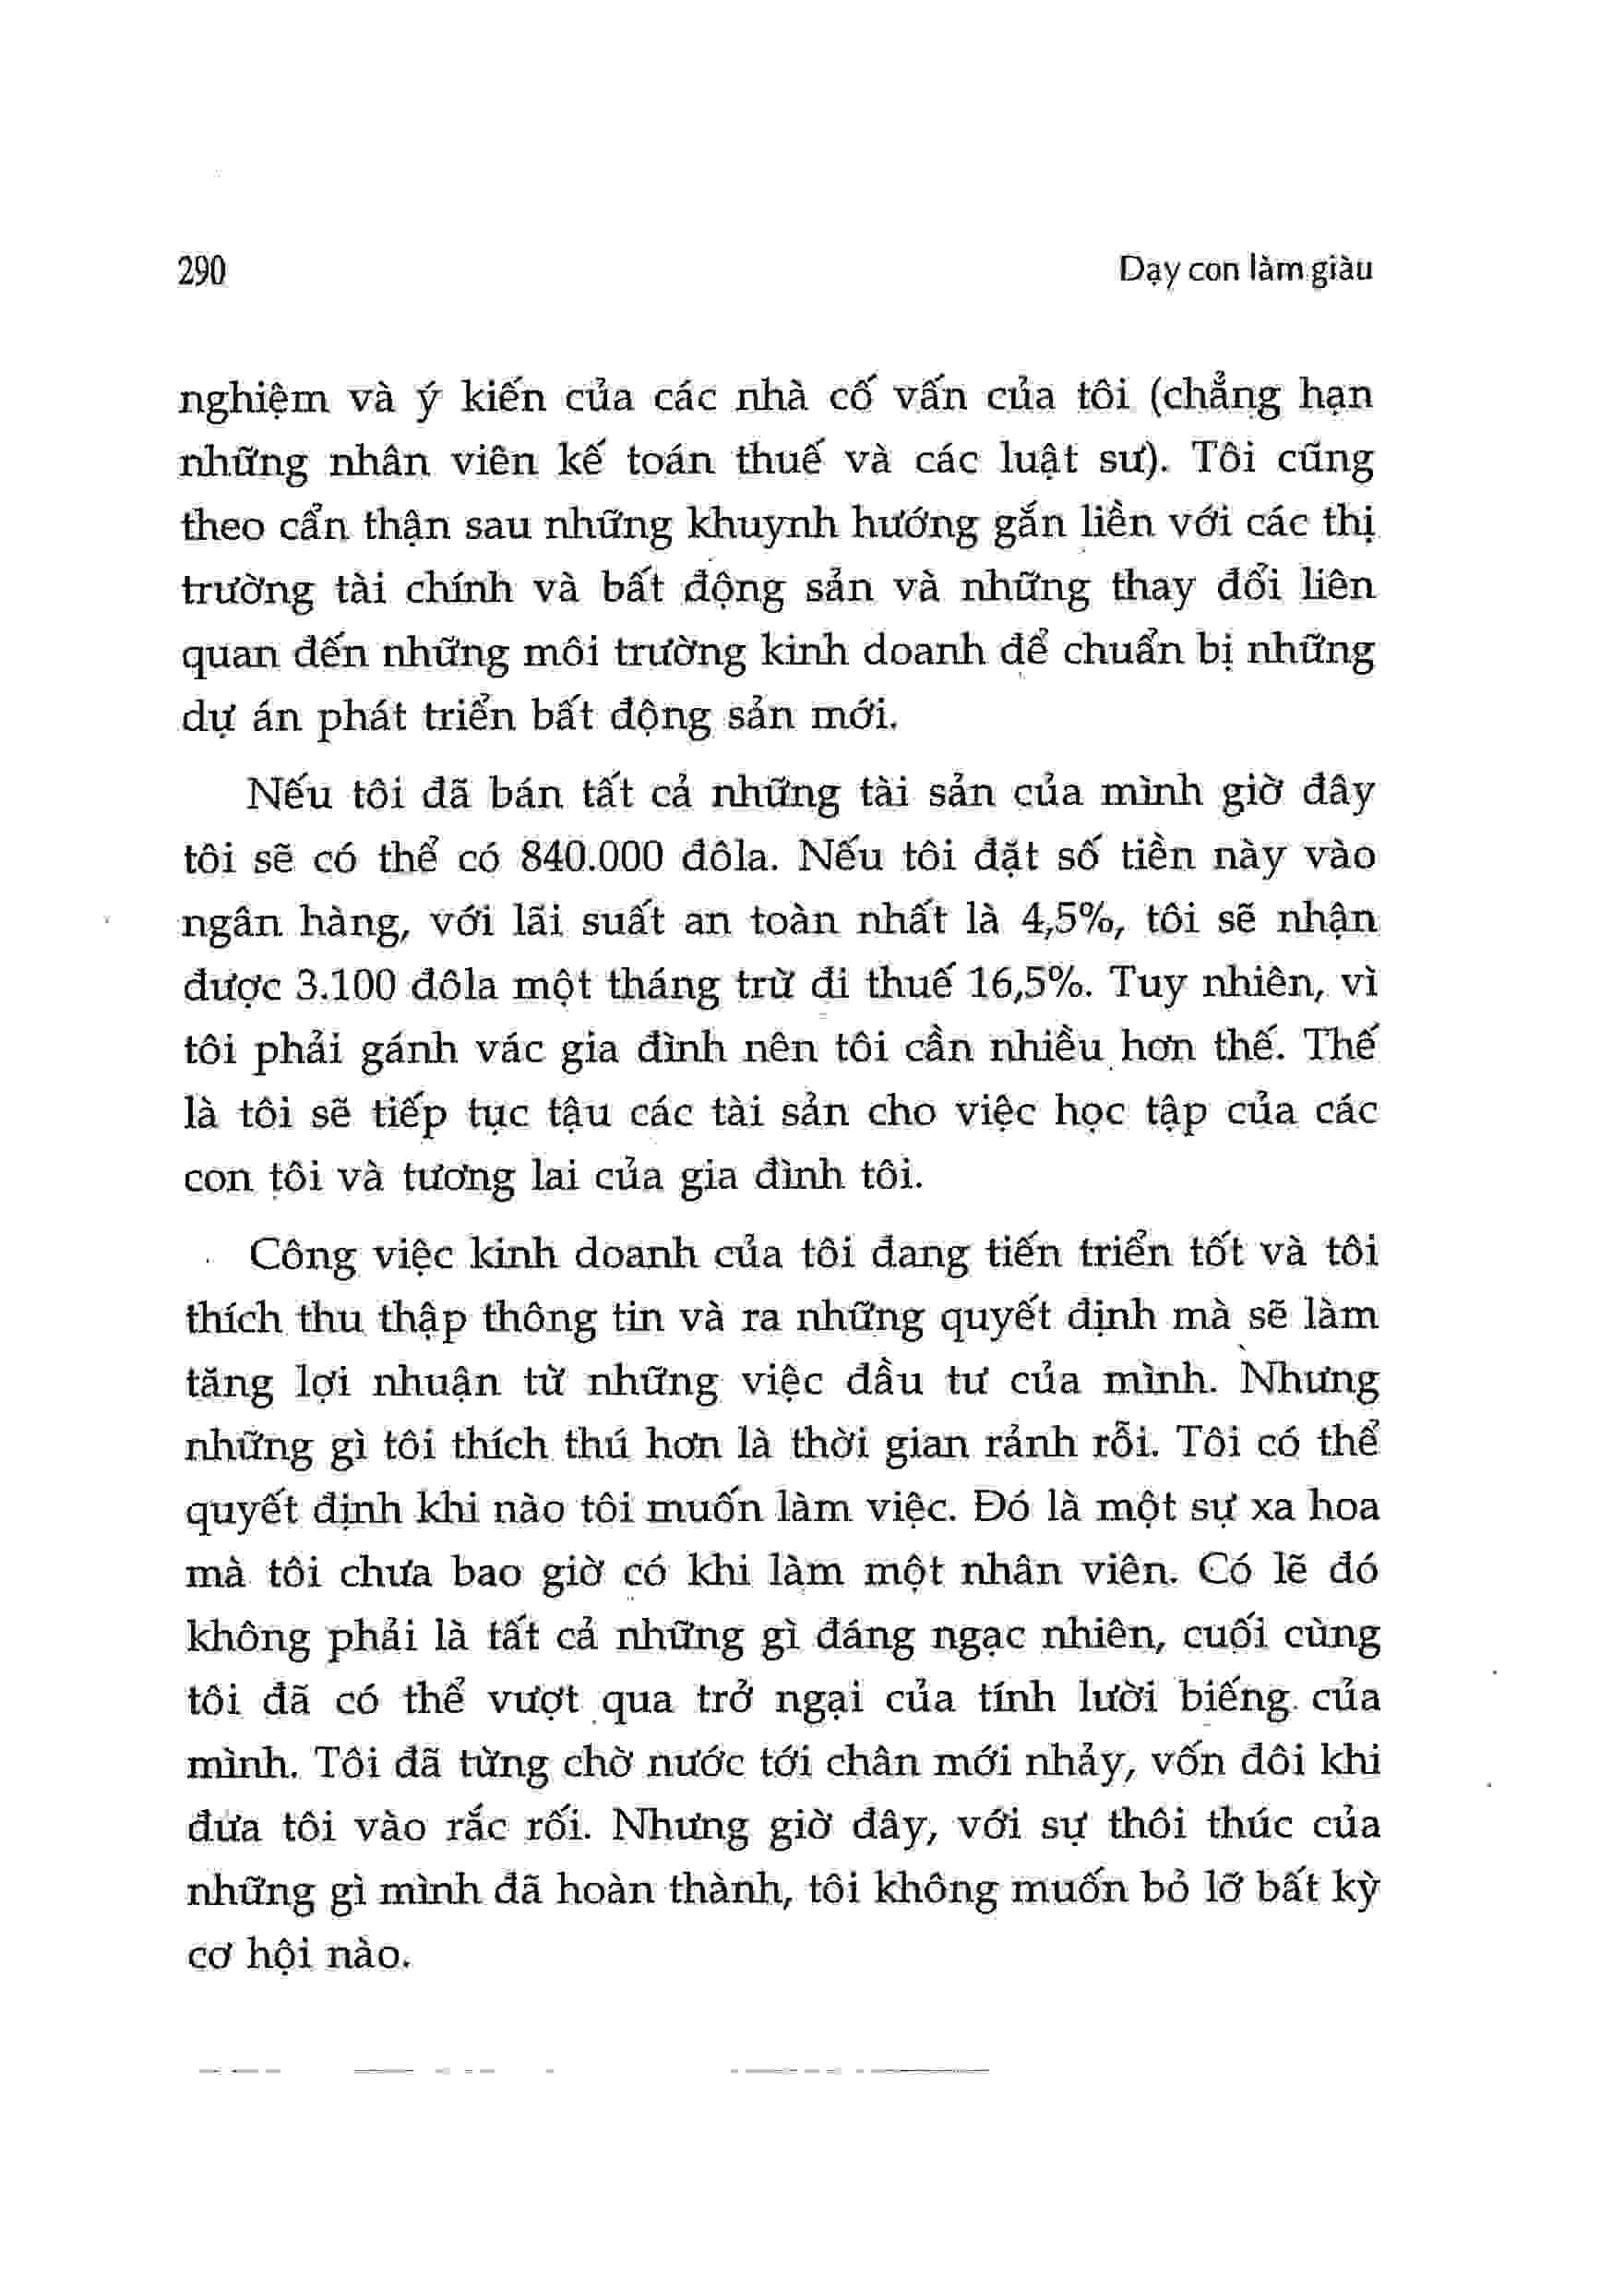 290
Dạy con làm giàu
nghiệm và ý kiến của các nhà cố vấn của tôi (chẳng hạn
những nhân viên kế toán thuế và các luật sư). Tôi cũng
theo cẩn thận sau những khuynh hướng gắn liền với các thị
trường tài chính và bất động sản và những thay đổi liên
quan đến những môi trường kinh doanh để chuẩn bị những
dự án phát triển bất động sản mới.
Nếu tôi đã bán tất cả những tài sản của mình giờ đây
tôi sẽ có thể có 840.000 đôla. Nếu tôi đặt số tiền này vào
ngân hàng, với lãi suất an toàn nhất là 4,5%, tôi sẽ nhận
được 3.100 đôla một tháng trừ đi thuế 16,5%. Tuy nhiên, vì
tôi phải gánh vác gia đình nên tôi cần nhiều hơn thế. Thế
là tôi sẽ tiếp tục tậu các tài sản cho việc học tập của các
con tôi và tương lai của gia đình tôi.
Công việc kinh doanh của tôi đang tiến triển tốt và tôi
thích thu thập thông tin và ra những quyết định mà sẽ làm
tăng lợi nhuận từ những việc đầu tư của mình. Nhưng
những gì tôi thích thú hơn là thời gian rảnh rỗi. Tôi có thể
quyết định khi nào tôi muốn làm việc. Đó là một sự xa hoa
mà tôi chưa bao giờ có khi làm một nhân viên. Có lẽ đó
không phải là tất cả những gì đáng ngạc nhiên, cuối cùng
tôi đã có thể vượt qua trở ngại của tính lười biếng của
mình. Tôi đã từng chờ nước tới chân mới nhảy, vốn đôi khi
đưa tôi vào rắc rối. Nhưng giờ đây, với sự thôi thúc của
những gì mình đã hoàn thành, tôi không muốn bỏ lỡ bất kỳ
cơ hội nào.